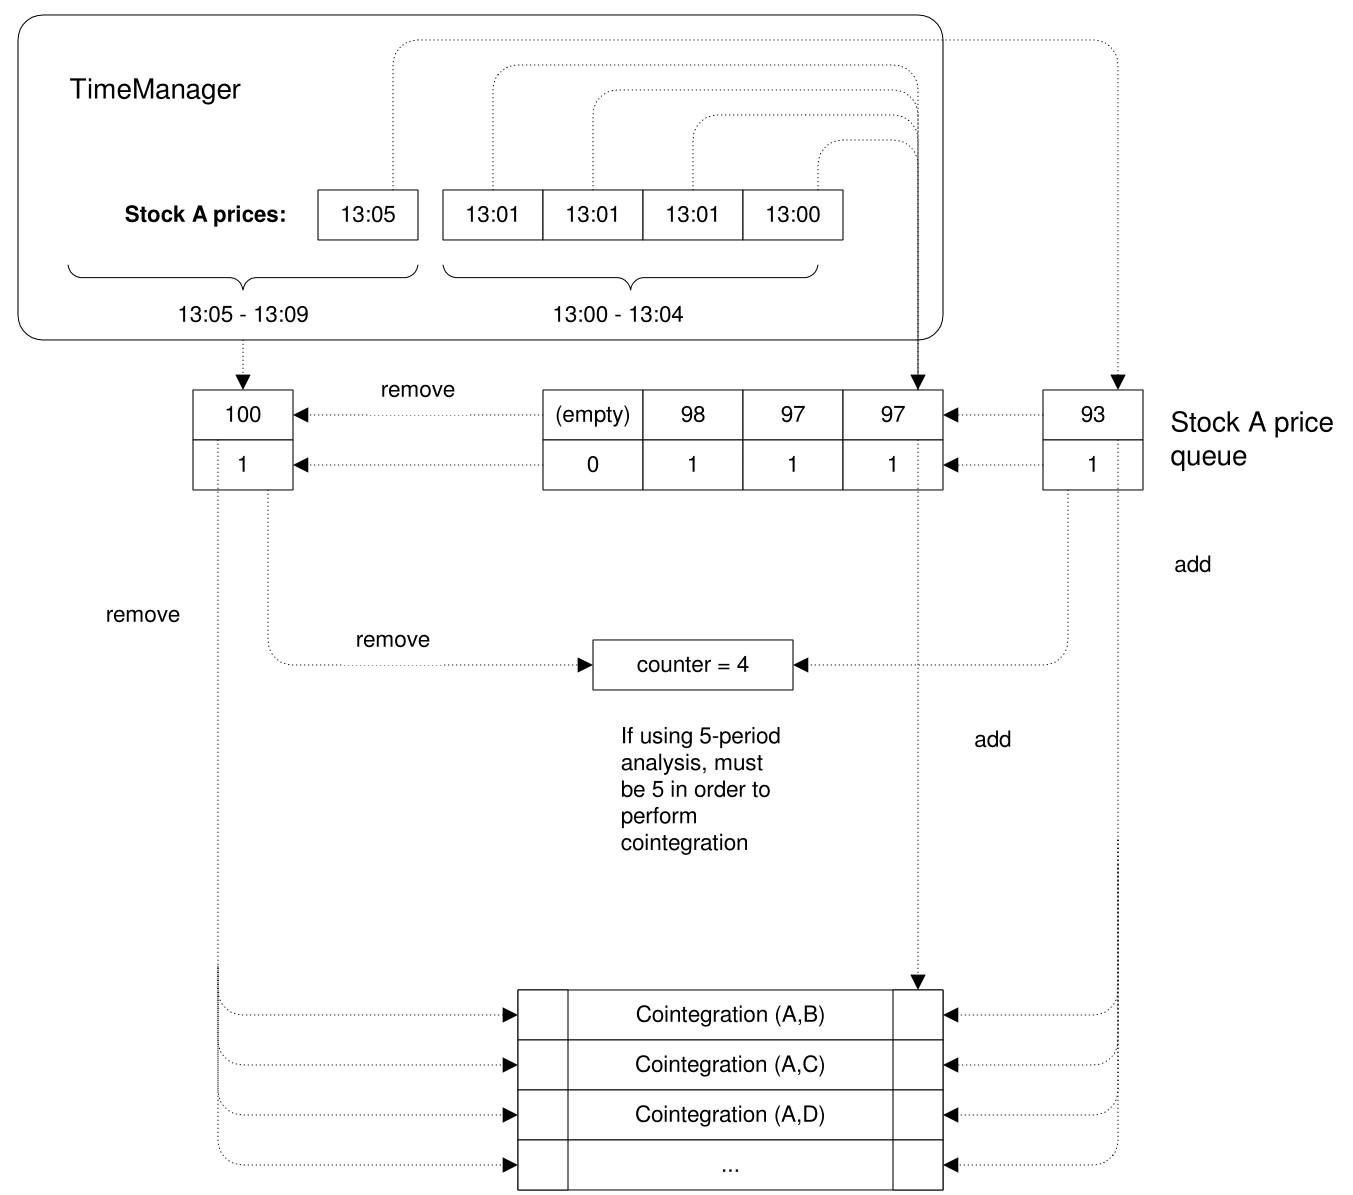 TimeManager
Stock A prices:
13:05
13:01
13:01
13:01
13:00
13:05 - 13:09
13:00 - 13:04
remove
100
(empty)
98
97
97
93
1
0
1
1
1
1
Stock A price
queue
add
remove
remove
counter = 4
If using 5-period
analysis, must
be 5 in order to
perform
cointegration
add
Cointegration (A,B)
Cointegration (A,C)
Cointegration (A,D)
...